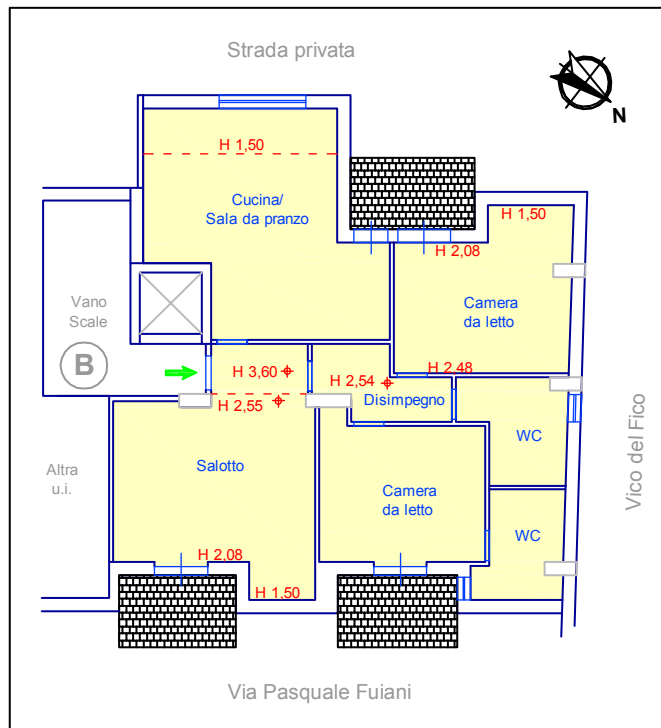 Strada privata
N
H 1,50
Cucina/
Sala da pranzo
H 1,50
H 2,08
Vano
Scale
B
Camera
da letto
H 3,60
H 2,48
H 2,54
H 2,55
Disimpegno
WC
Vico del Fico
Altra
u.i.
Salotto
Camera
da letto
WC
H 2,08
H 1,50
Via Pasquale Fuiani